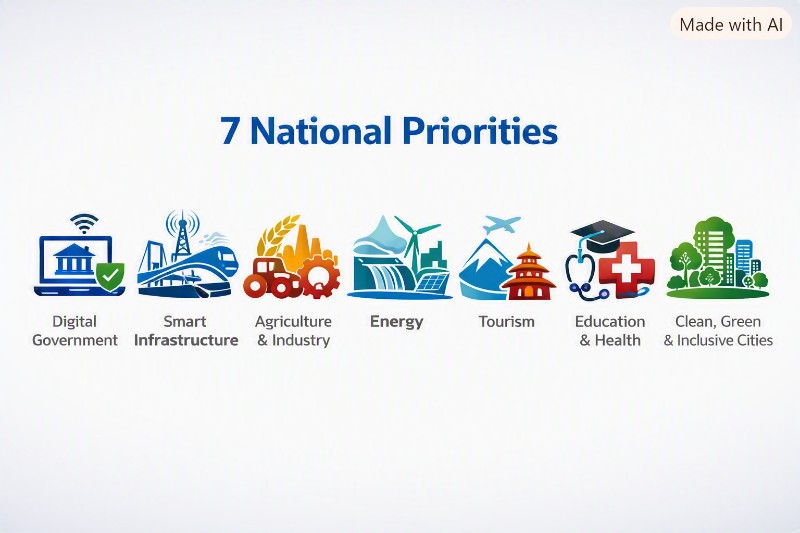 Made with AI
7 National Priorities
Digital
Government
Smart
Infrastructure
Agriculture
& Industry
Energy
Tourism
Education
& Health
Clean, Green
& Inclusive Cities